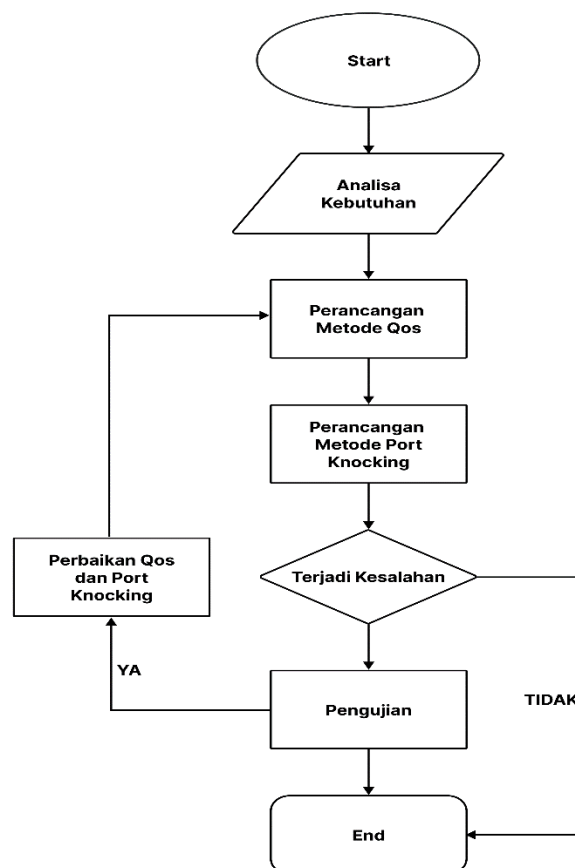 Start
Analisa
Kebutuhan
Perancangan
Metode Qos
Perancangan
Metode Port
Knocking
Terjadi Kesalahan
Perbaikan Qos
dan Port
Knocking
YA
Pengujian
TIDAK
End